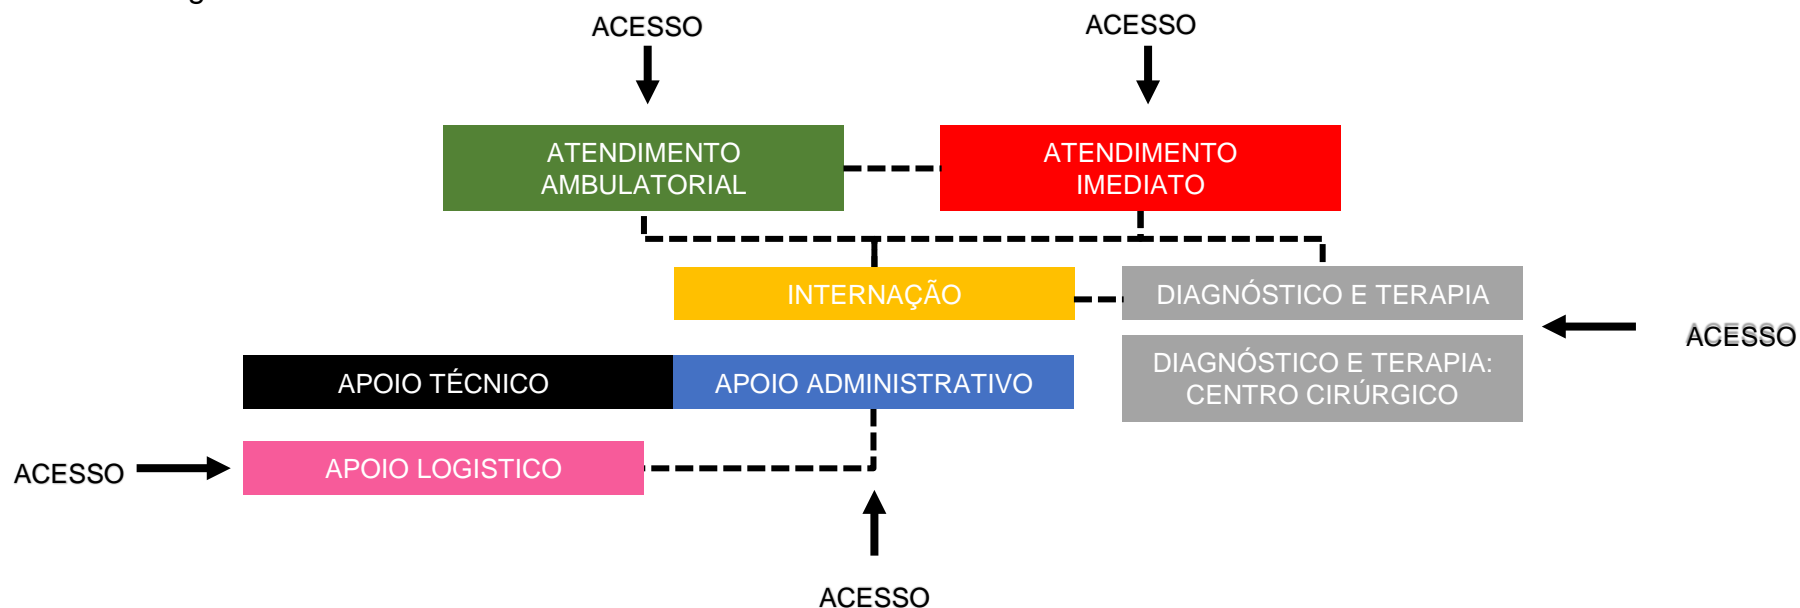 ACESSO
ACESSO
ATENDIMENTO
AMBULATORIAL
ATENDIMENTO
IMEDIATO
INTERNAÇÃO
DIAGNÓSTICO E TERAPIA
ACESSO
DIAGNÓSTICO E TERAPIA:
CENTRO CIRÚRGICO
APOIO TÉCNICO
APOIO ADMINISTRATIVO
ACESSO
APOIO LOGISTICO
ACESSO